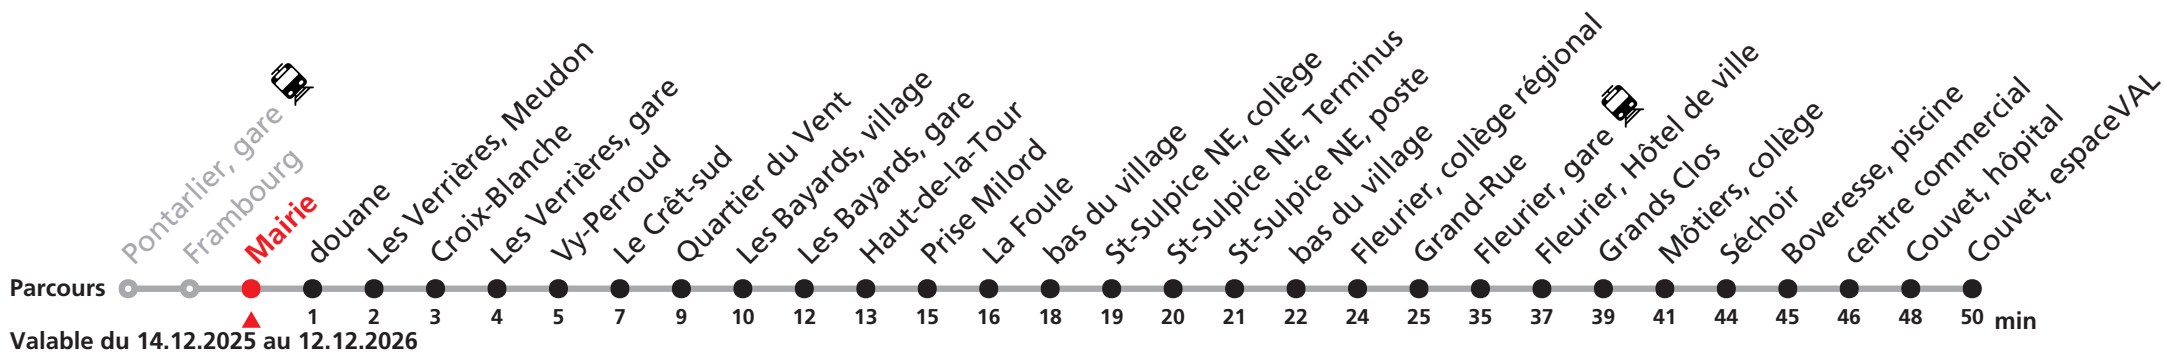 Pontarlier, gare
Frambourg
Mairie
douane
Les Verrières, Meudon
Croix-Blanche
Les Verrières, gare
Vy-Perroud
Le Crêt-sud
Quartier du Vent
Les Bayards, village
Les Bayards, gare
Haut-de-la-Tour
Prise Milord
La Foule
bas du village
St-Sulpice NE, collège
St-Sulpice NE, Terminus
St-Sulpice NE, poste
bas du village
Fleurier, collège régional
Grand-Rue
Fleurier, gare
Fleurier, Hôtel de ville
Grands Clos
Môtiers, collège
Séchoir
Boveresse, piscine
centre commercial
Couvet, hôpital
Couvet, espaceVAL
Parcours
1 2 3 4 5 7 9 10 12 13 15 16 18 19 20 21 22 24 25 35 37 39 41 44 45 46 48 50 min
Valable du 14.12.2025 au 12.12.2026